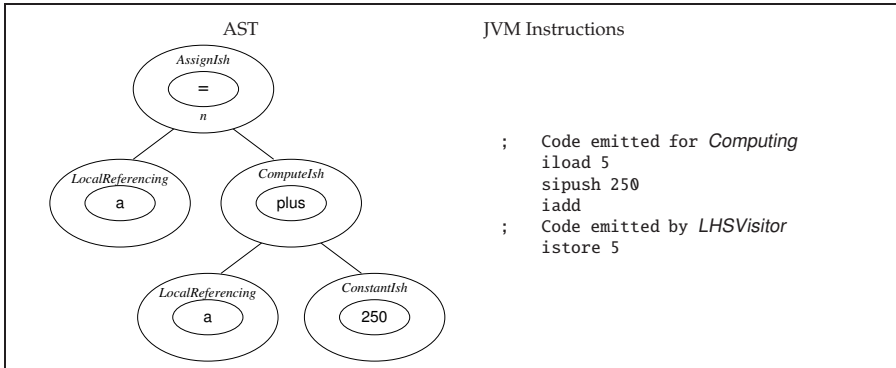 AST
JVM Instructions
AssignIsh
=
n
LocalReferencing
a
ComputeIsh
plus
LocalReferencing
a
ConstantIsh
250
; Code emitted for Computing
iload 5
sipush 250
iadd
; Code emitted by LHSVisitor
istore 5